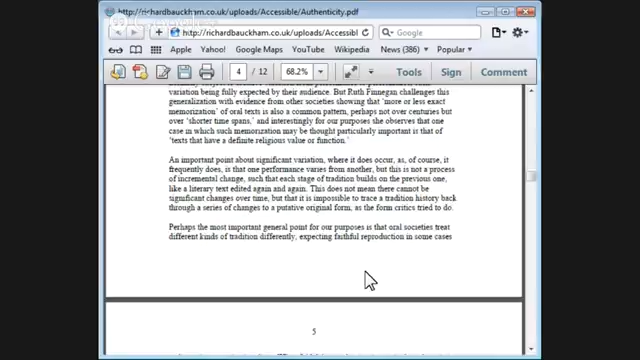 http://richardbauckham.co.uk/uploads/Accessible/Authenticity.pdf
://richardbauckham.co.uk/uploads/Accessibl
Google
Apple Yahoo! Google Maps YouTube Wikipedia News (386) Popular
4 / 12 68.2% Tools Sign Comment
variation being fully expected by their audience. But Ruth Finnegan challenges this
generalization with evidence from other societies showing that ‘more or less exact
memorization’ of oral texts is also a common pattern, perhaps not over centuries but
over ‘shorter time spans,’ and interestingly for our purposes she observes that one
case in which such memorization may be thought particularly important is that of
‘texts that have a definite religious value or function.’
An important point about significant variation, where it does occur, as, of course, it
frequently does, is that one performance varies from another, but this is not a process
of incremental change, such that each stage of tradition builds on the previous one,
like a literary text edited again and again. This does not mean there cannot be
significant changes over time, but that it is impossible to trace a tradition history back
through a series of changes to a putative original form, as the form critics tried to do.
Perhaps the most important general point for our purposes is that oral societies treat
different kinds of tradition differently, expecting faithful reproduction in some cases
5